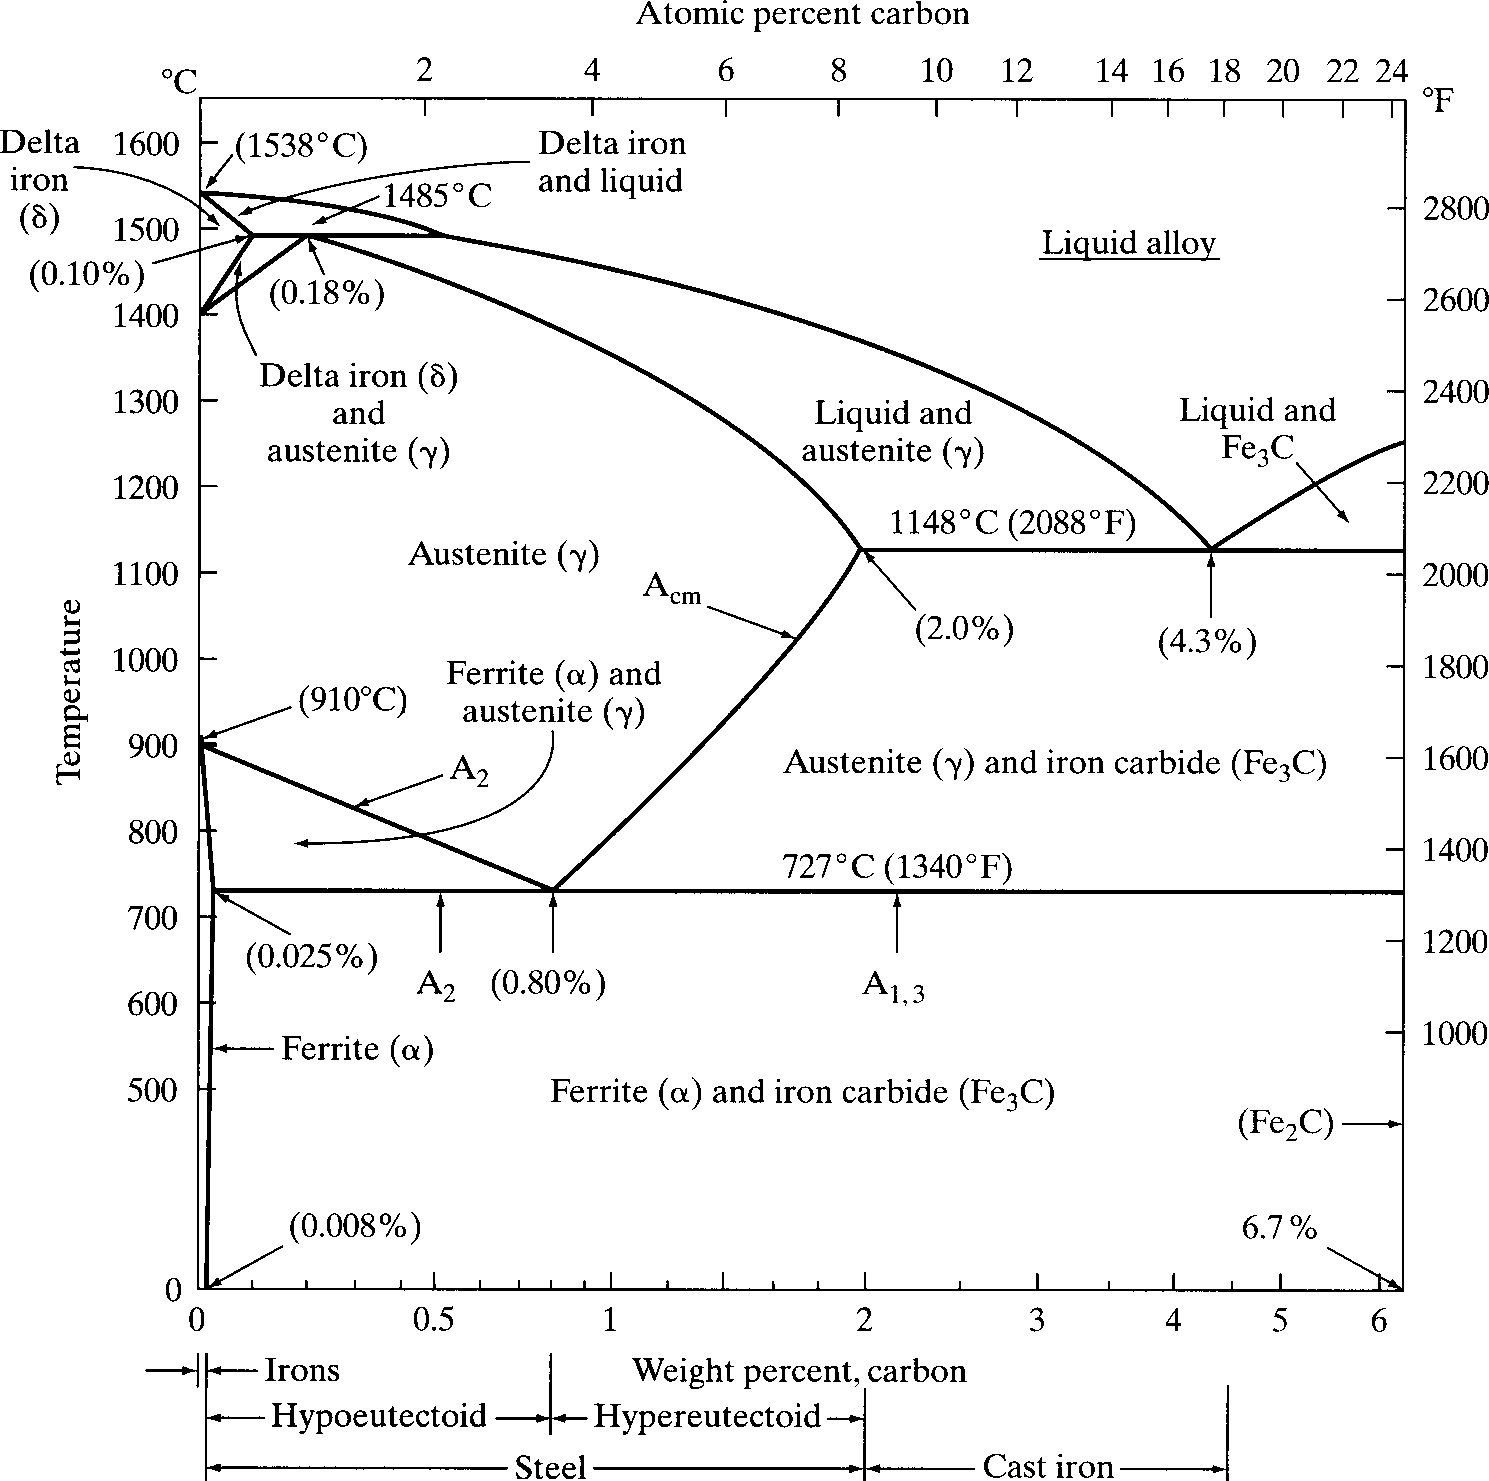 Atomic percent carbon
2 4 6 8 10 12 14 16 18 20 22 24
°C
°F
Delta
iron
(δ)
1600
(1538°C)
Delta iron
and liquid
1485°C
2800
1500
Liquid alloy
(0.10%)
(0.18%)
2600
1400
Delta iron (δ)
and
austenite (γ)
1300
2400
Liquid and
austenite (γ)
Liquid and
Fe₃C
1200
2200
1148°C (2088°F)
Austenite (γ)
1100
2000
Acm
(2.0%)
(4.3%)
Temperature
1000
1800
Ferrite (α) and
austenite (γ)
(910°C)
900
A₂
Austenite (γ) and iron carbide (Fe₃C)
1600
800
1400
727°C (1340°F)
700
1200
(0.025%)
A₂
(0.80%)
A₁,₃
600
1000
Ferrite (α)
500
Ferrite (α) and iron carbide (Fe₃C)
(Fe₂C)
(0.008%)
6.7%
0
0 0.5 1 2 3 4 5 6
Irons
Weight percent, carbon
Hypoeutectoid
Hypereutectoid
Steel
Cast iron